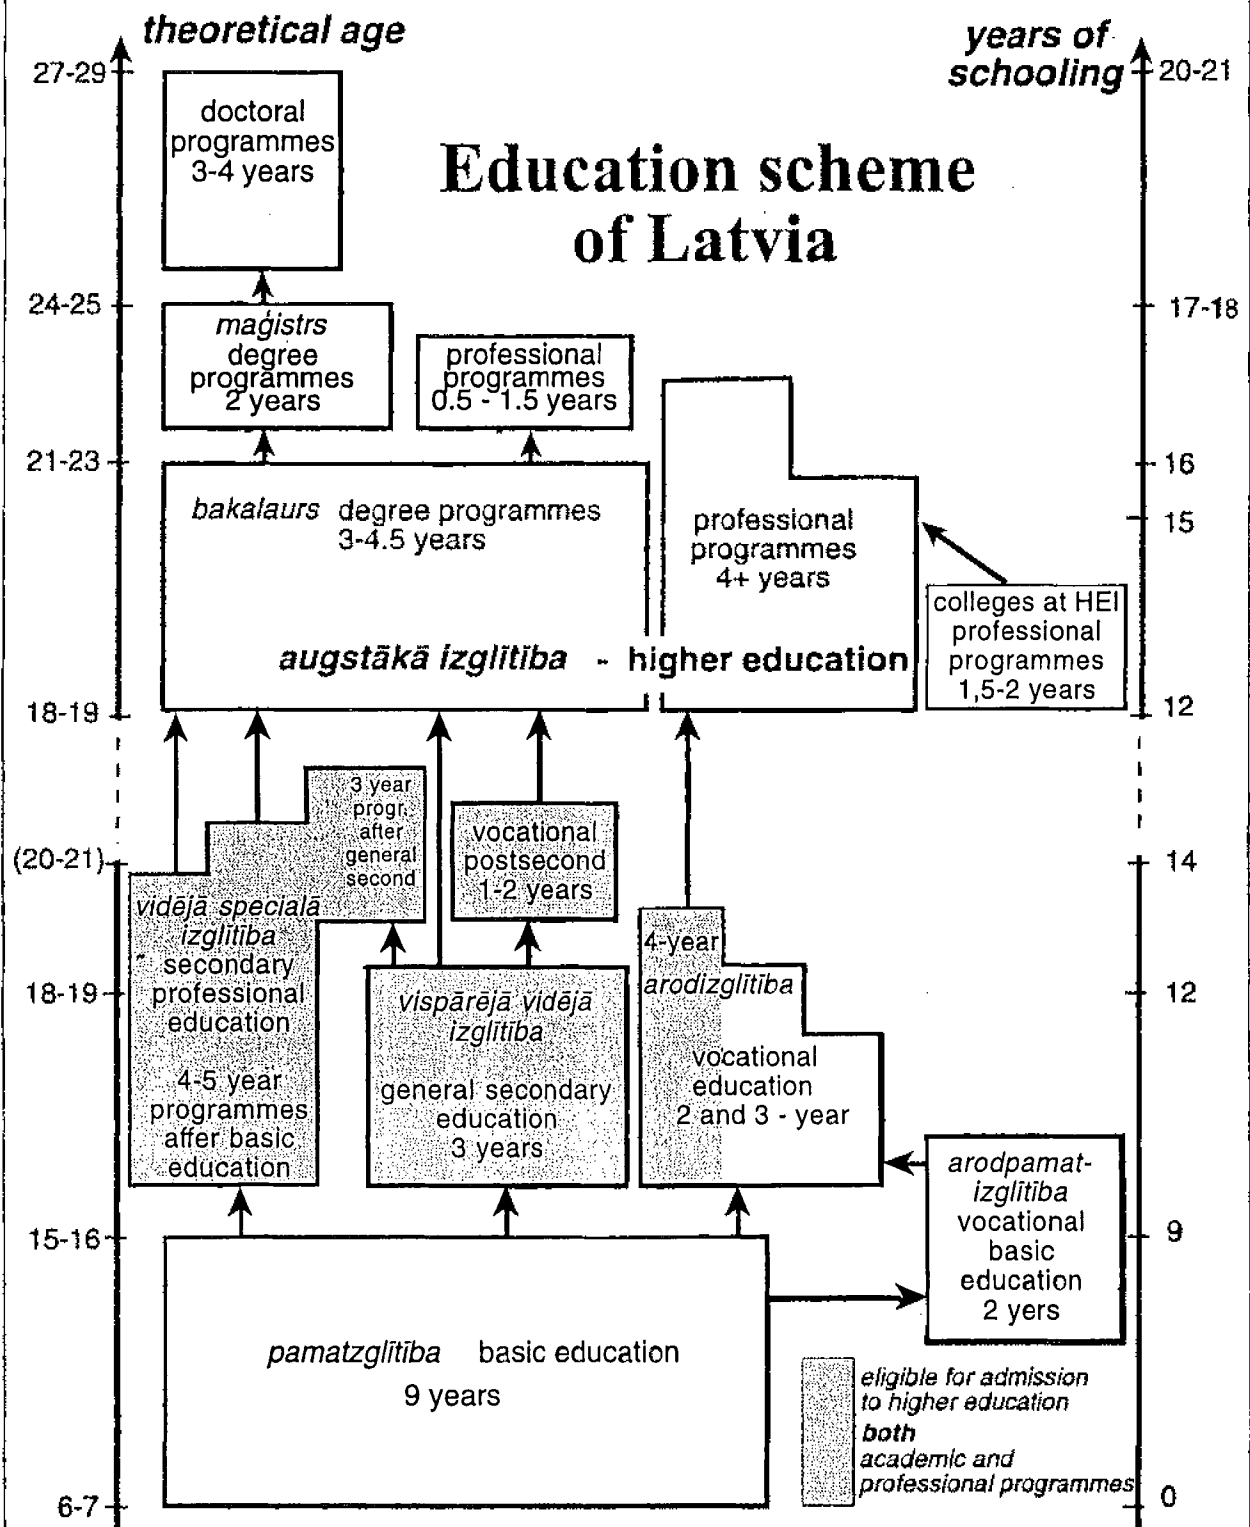 theoretical age
years of
schooling
27-29
20-21
doctoral
programmes
3-4 years
Education scheme
of Latvia
24-25
17-18
maģistrs
degree
programmes
2 years
professional
programmes
0.5 - 1.5 years
21-23
16
bakalaurs degree programmes
3-4.5 years
professional
programmes
4+ years
15
colleges at HEI
professional
programmes
1,5-2 years
augstākā izglītība - higher education
18-19
12
3 year
progr.
after
general
second
vocational
postsecond
1-2 years
(20-21)
14
vidējā specialā
izglītība
secondary
professional
education
4-5 year
programmes
affer basic
education
4-year
arodizglītība
vocational
education
2 and 3 - year
18-19
12
vispārējā vidējā
izglītība
general secondary
education
3 years
arodpamat-
izglītība
vocational
basic
education
2 yers
15-16
9
pamatzglītība basic education
9 years
eligible for admission
to higher education
both
academic and
professional programmes
6-7
0